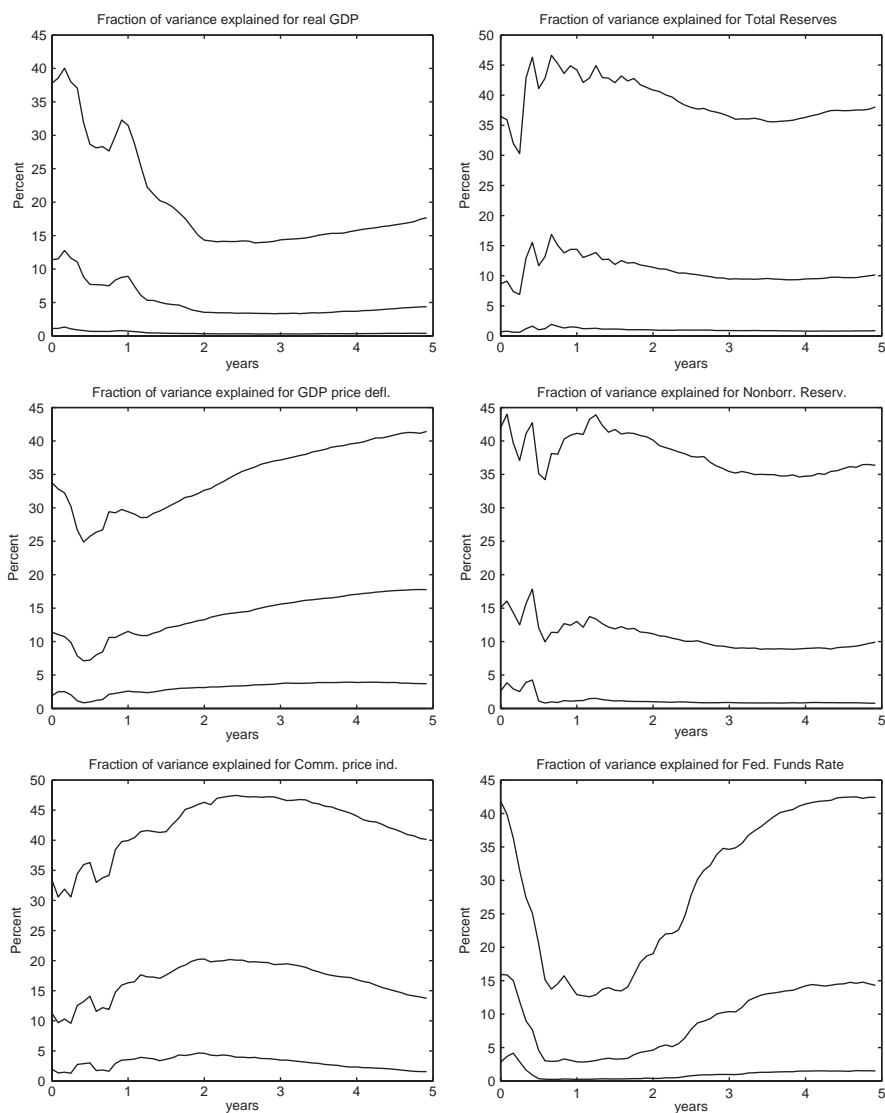 Fraction of variance explained for real GDP
45
40
35
30
25
20
15
10
5
0
Percent
0 1 2 3 4 5
years
Fraction of variance explained for Total Reserves
50
45
40
35
30
25
20
15
10
5
0
Percent
0 1 2 3 4 5
years
Fraction of variance explained for GDP price defl.
45
40
35
30
25
20
15
10
5
0
Percent
0 1 2 3 4 5
years
Fraction of variance explained for Nonborr. Reserv.
45
40
35
30
25
20
15
10
5
0
Percent
0 1 2 3 4 5
years
Fraction of variance explained for Comm. price ind.
50
45
40
35
30
25
20
15
10
5
0
Percent
0 1 2 3 4 5
years
Fraction of variance explained for Fed. Funds Rate
45
40
35
30
25
20
15
10
5
0
Percent
0 1 2 3 4 5
years